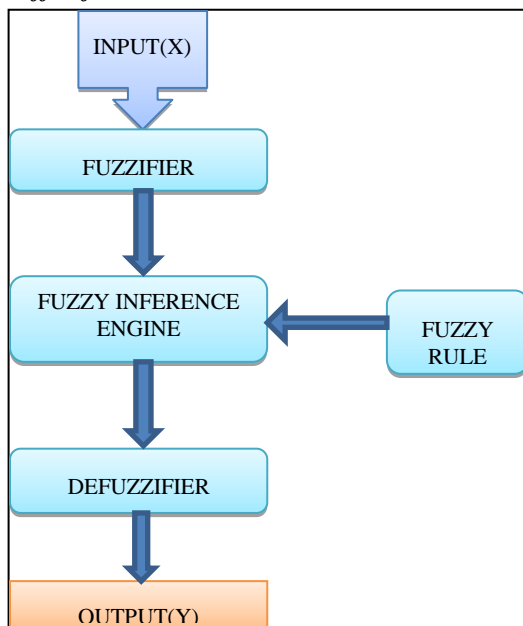 INPUT(X)
FUZZIFIER
FUZZY INFERENCE
ENGINE
FUZZY
RULE
DEFUZZIFIER
OUTPUT(Y)